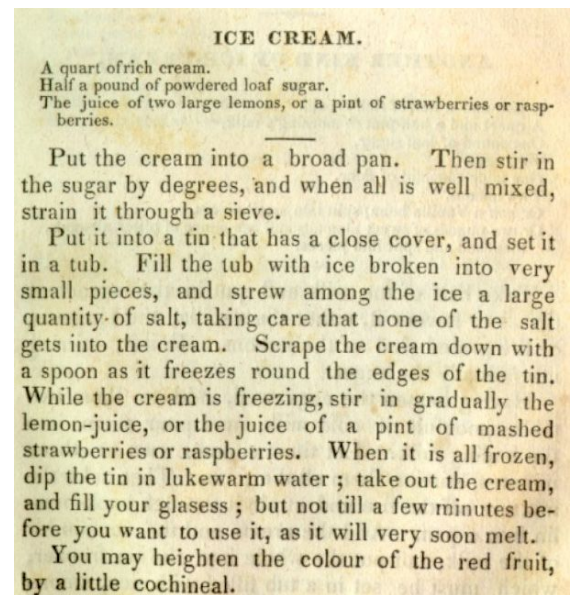 ICE CREAM.
A quart of rich cream.
Half a pound of powdered loaf sugar.
The juice of two large lemons, or a pint of strawberries or rasp-
berries.
Put the cream into a broad pan. Then stir in
the sugar by degrees, and when all is well mixed,
strain it through a sieve.
Put it into a tin that has a close cover, and set it
in a tub. Fill the tub with ice broken into very
small pieces, and strew among the ice a large
quantity of salt, taking care that none of the salt
gets into the cream. Scrape the cream down with
a spoon as it freezes round the edges of the tin.
While the cream is freezing, stir in gradually the
lemon-juice, or the juice of a pint of mashed
strawberries or raspberries. When it is all frozen,
dip the tin in lukewarm water ; take out the cream,
and fill your glasess ; but not till a few minutes be-
fore you want to use it, as it will very soon melt.
You may heighten the colour of the red fruit,
by a little cochineal.